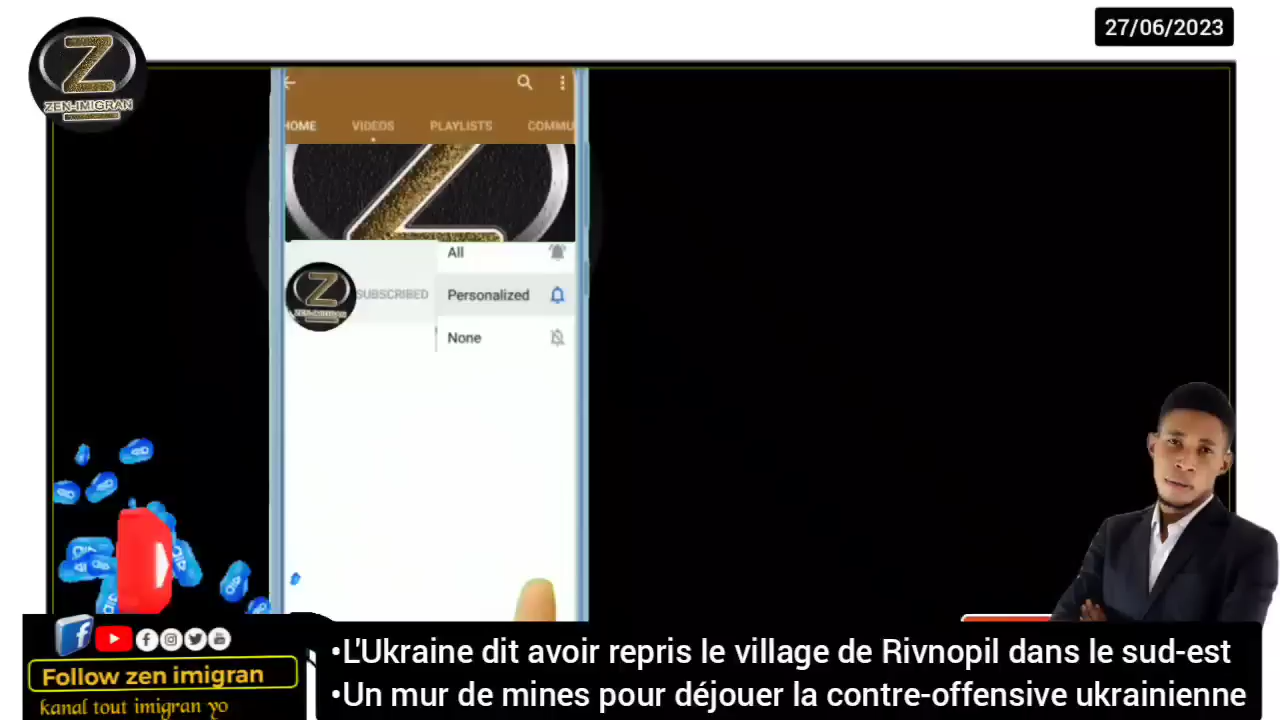 27/06/2023
ZEN-IMIGRAN
HOME VIDEOS PLAYLISTS COMMU
All
SUBSCRIBED
Personalized
None
ZEN-IMIGRAN
Follow zen imigran
kanal tout imigran yo
•L'Ukraine dit avoir repris le village de Rivnopil dans le sud-est
•Un mur de mines pour déjouer la contre-offensive ukrainienne